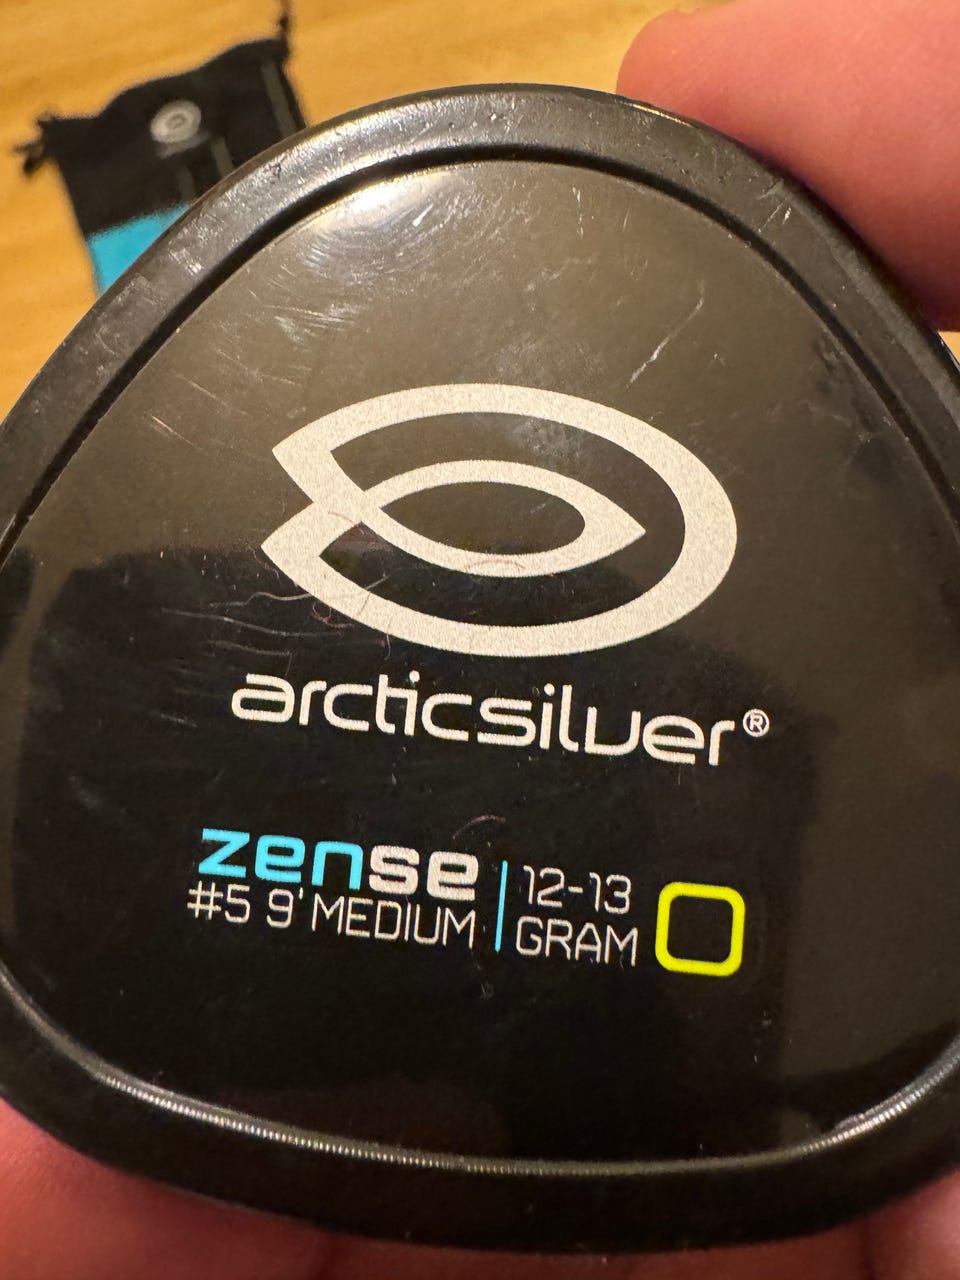 arcticsilver®
zense
#5 9' MEDIUM
12-13
GRAM